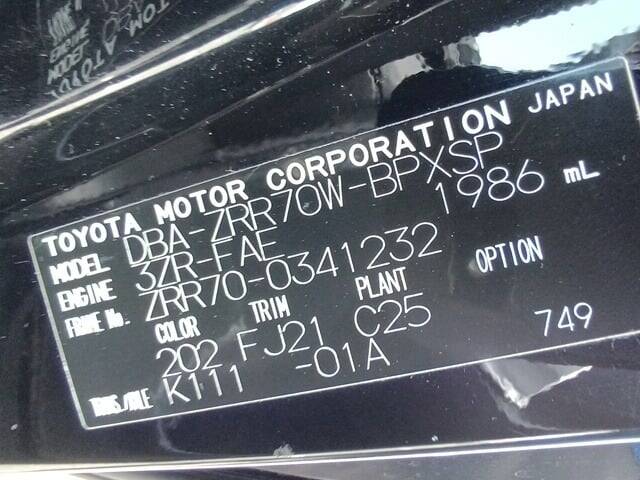 TOYOTA MOTOR CORPORATION JAPAN
MODEL DBA-ZRR70W-BPXSP
ENGINE 3ZR-FAE 1986 mL
FRAME No. ZRR70-0341232
COLOR TRIM PLANT OPTION
202 FJ21 C25
TRANS./AXLE K111 -01A 749